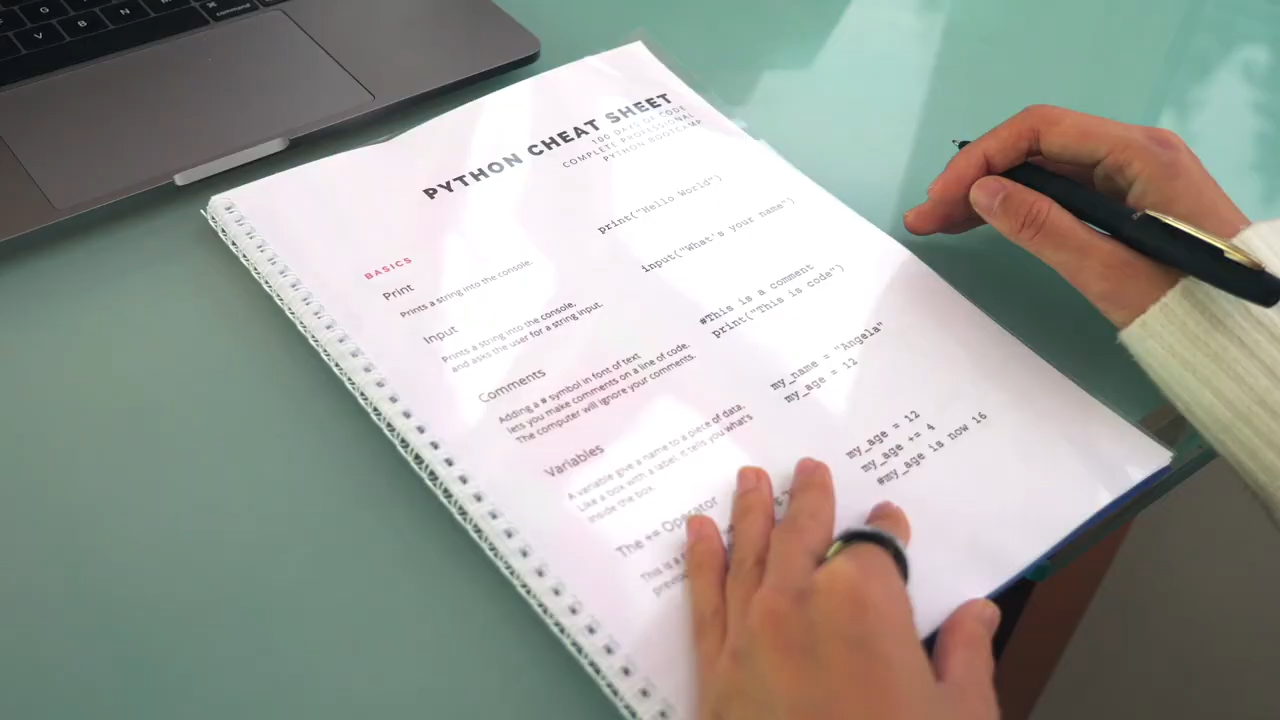 G
H
J
K
V
B
N
M
⌘
command
PYTHON CHEAT SHEET
100 DAYS OF CODE
COMPLETE PROFESSIONAL
PYTHON BOOTCAMP
BASICS
Print
Prints a string into the console.
print("Hello World")
Input
Prints a string into the console,
and asks the user for a string input.
input("What's your name")
Comments
Adding a # symbol in font of text
lets you make comments on a line of code.
The computer will ignore your comments.
#This is a comment
print("This is code")
Variables
A variable give a name to a piece of data.
Like a box with a label, it tells you what's
inside the box.
my_name = "Angela"
my_age = 12
The += Operator
This is a
my_age = 12
my_age += 4
#my_age is now 16